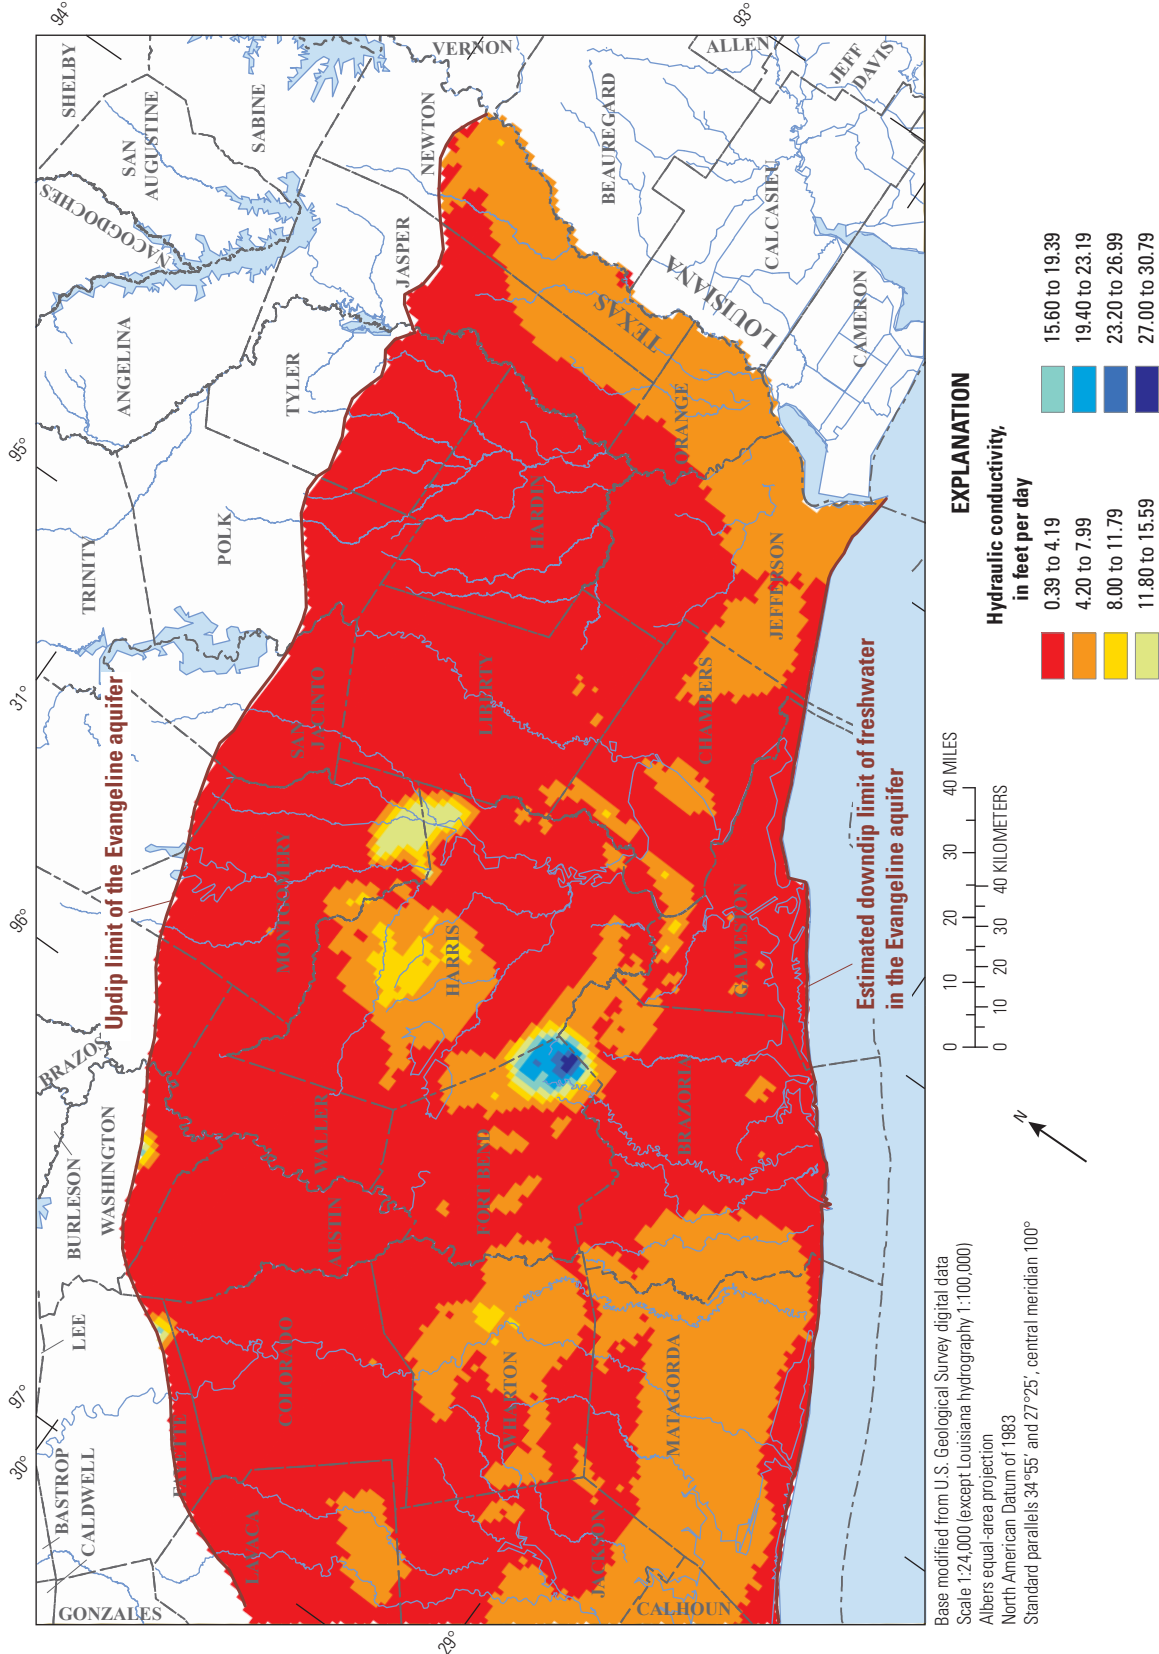 94°
93°
95°
31°
96°
97°
30°
29°
SHELBY
SAN
AUGUSTINE
SABINE
VERNON
ALLEN
JEFF
DAVIS
NACOGDOCHES
NEWTON
BEAUREGARD
JASPER
CALCASIEU
LOUISIANA
TEXAS
CAMERON
ANGELINA
TYLER
ORANGE
TRINITY
POLK
HARDIN
JEFFERSON
SAN
JACINTO
LIBERTY
CHAMBERS
Updip limit of the Evangeline aquifer
Estimated downdip limit of freshwater
in the Evangeline aquifer
MONTGOMERY
HARRIS
GALVESTON
BRAZOS
WASHINGTON
BURLESON
WALLER
AUSTIN
FORT BEND
BRAZORIA
LEE
COLORADO
WHARTON
MATAGORDA
BASTROP
CALDWELL
FAYETTE
LAVACA
JACKSON
GONZALES
CALHOUN
Base modified from U.S. Geological Survey digital data
Scale 1:24,000 (except Louisiana hydrography 1:100,000)
Albers equal-area projection
North American Datum of 1983
Standard parallels 34°55' and 27°25', central meridian 100°
N
0 10 20 30 40 MILES
0 10 20 30 40 KILOMETERS
EXPLANATION
Hydraulic conductivity,
in feet per day
0.39 to 4.19
4.20 to 7.99
8.00 to 11.79
11.80 to 15.59
15.60 to 19.39
19.40 to 23.19
23.20 to 26.99
27.00 to 30.79